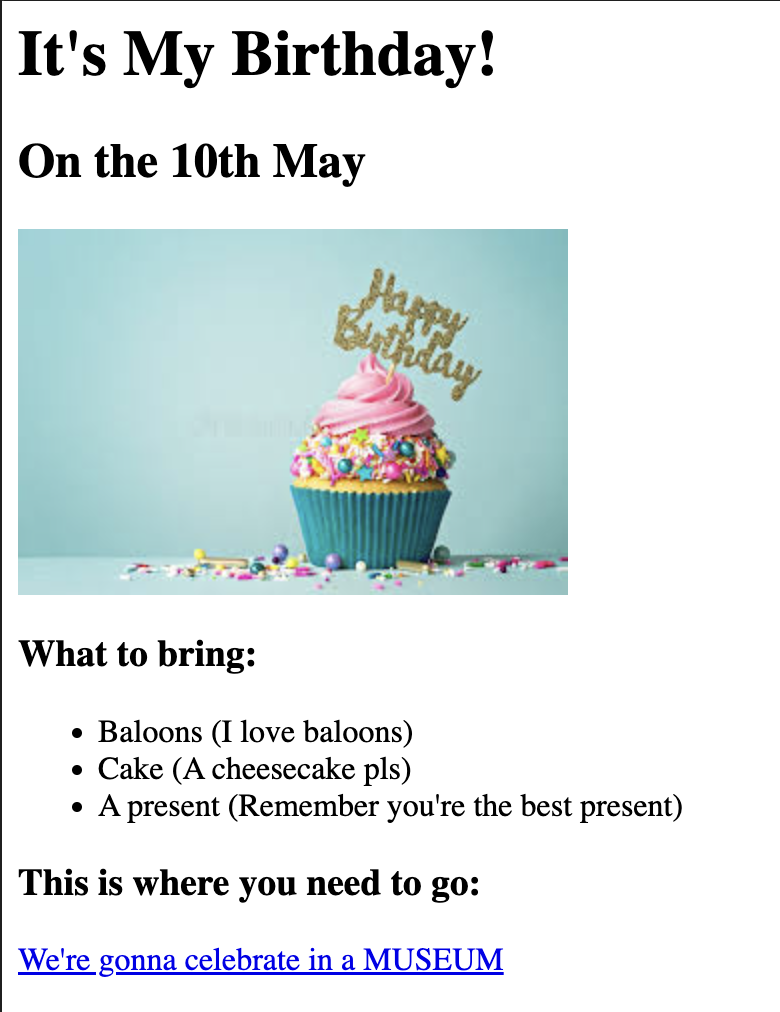 It's My Birthday!
On the 10th May
Happy
Birthday
What to bring:
Baloons (I love baloons)
Cake (A cheesecake pls)
A present (Remember you're the best present)
This is where you need to go:
We're gonna celebrate in a MUSEUM